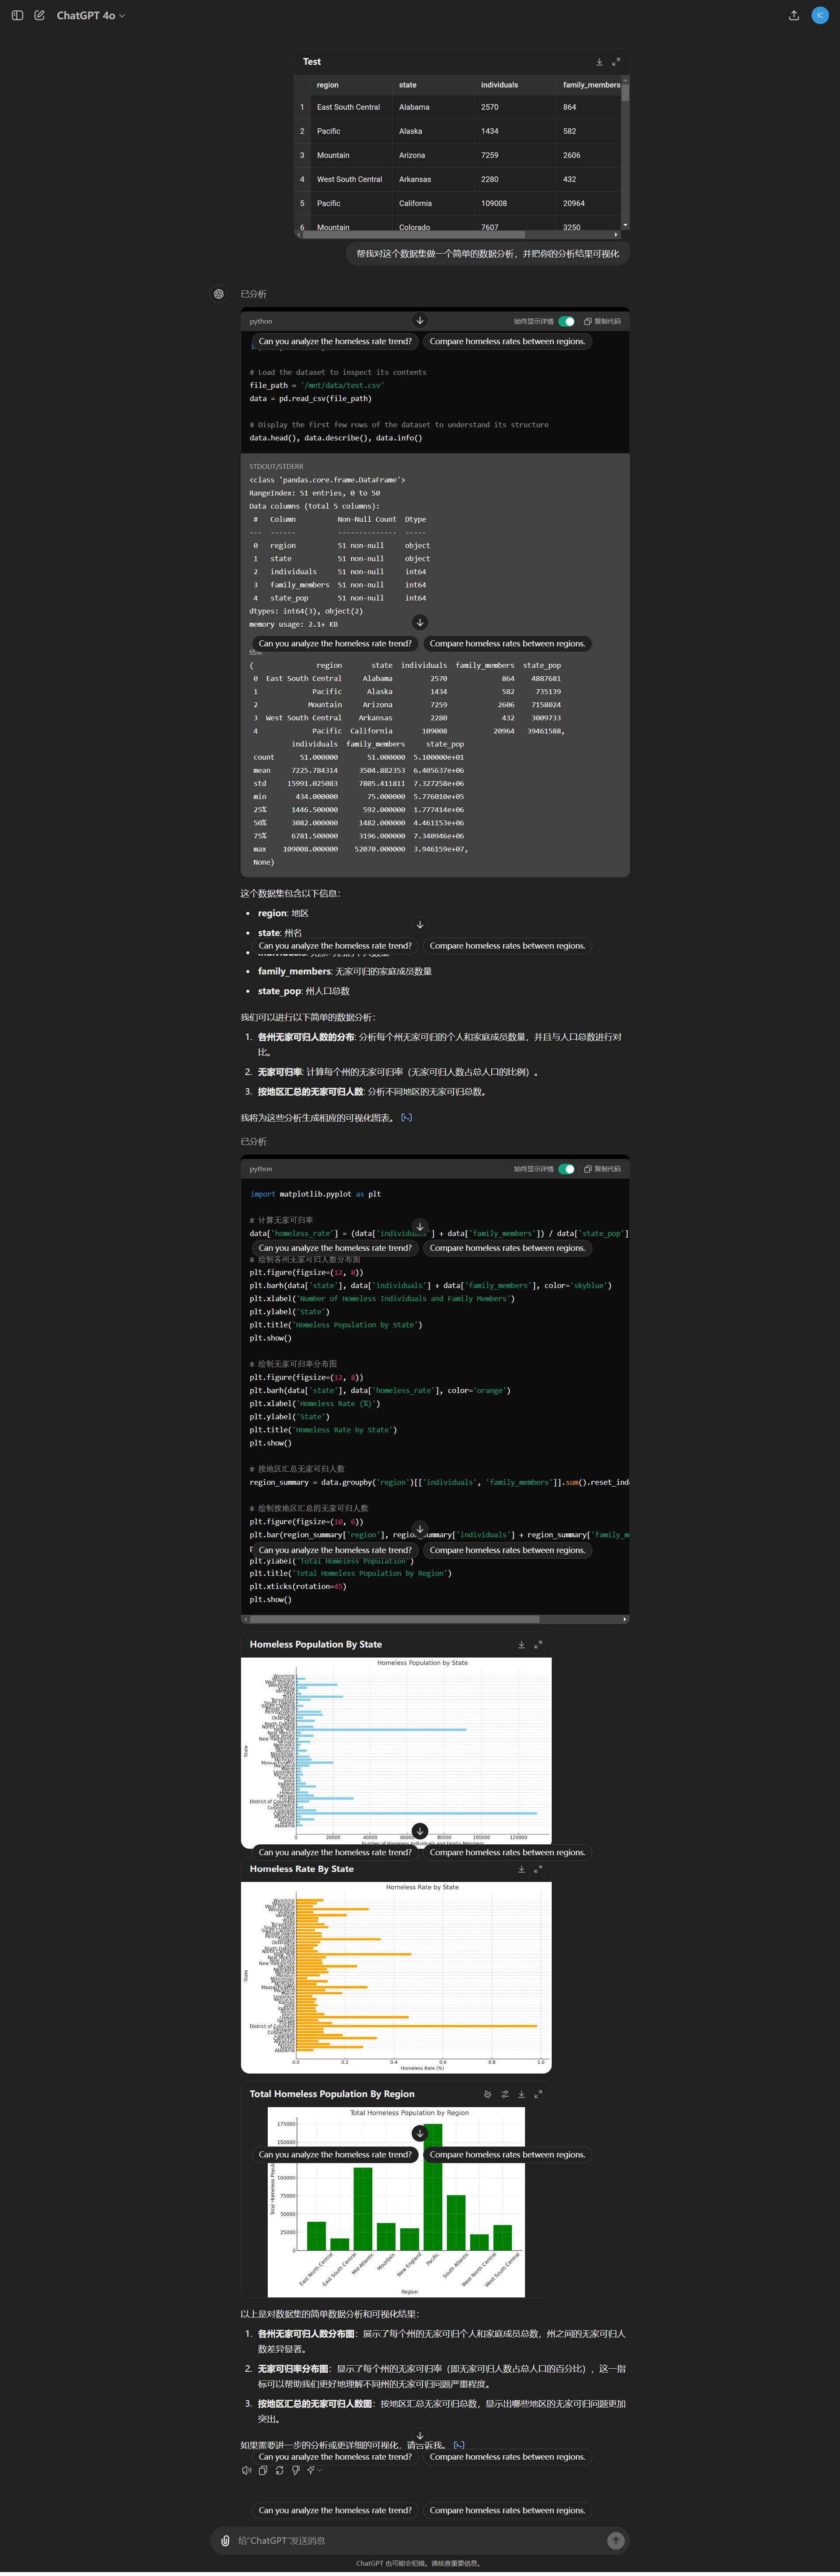 ChatGPT 4o
IC
Test
region state individuals family_members
1 East South Central Alabama 2570 864
2 Pacific Alaska 1434 582
3 Mountain Arizona 7259 2606
4 West South Central Arkansas 2280 432
5 Pacific California 109008 20964
6 Mountain Colorado 7607 3250
帮我对这个数据集做一个简单的数据分析，并把你的分析结果可视化
已分析
python 始终显示详情 复制代码
Can you analyze the homeless rate trend? Compare homeless rates between regions.
# Load the dataset to inspect its contents
file_path = '/mnt/data/test.csv'
data = pd.read_csv(file_path)
# Display the first few rows of the dataset to understand its structure
data.head(), data.describe(), data.info()
STDOUT/STDERR
<class 'pandas.core.frame.DataFrame'>
RangeIndex: 51 entries, 0 to 50
Data columns (total 5 columns):
# Column Non-Null Count Dtype
--- ------ -------------- -----
0 region 51 non-null object
1 state 51 non-null object
2 individuals 51 non-null int64
3 family_members 51 non-null int64
4 state_pop 51 non-null int64
dtypes: int64(3), object(2)
memory usage: 2.1+ KB
Can you analyze the homeless rate trend? Compare homeless rates between regions.
结果
( region state individuals family_members state_pop
0 East South Central Alabama 2570 864 4887681
1 Pacific Alaska 1434 582 735139
2 Mountain Arizona 7259 2606 7158024
3 West South Central Arkansas 2280 432 3009733
4 Pacific California 109008 20964 39461588,
individuals family_members state_pop
count 51.000000 51.000000 5.100000e+01
mean 7225.784314 3504.882353 6.405637e+06
std 15991.025083 7805.411811 7.327258e+06
min 434.000000 75.000000 5.776010e+05
25% 1446.500000 592.000000 1.777414e+06
50% 3082.000000 1482.000000 4.461153e+06
75% 6781.500000 3196.000000 7.340946e+06
max 109008.000000 52070.000000 3.946159e+07,
None)
这个数据集包含以下信息：
region: 地区
state: 州名
Can you analyze the homeless rate trend? Compare homeless rates between regions.
family_members: 无家可归的家庭成员数量
state_pop: 州人口总数
我们可以进行以下简单的数据分析：
1. 各州无家可归人数的分布: 分析每个州无家可归的个人和家庭成员数量，并且与人口总数进行对
比。
2. 无家可归率: 计算每个州的无家可归率（无家可归人数占总人口的比例）。
3. 按地区汇总的无家可归人数: 分析不同地区的无家可归总数。
我将为这些分析生成相应的可视化图表。 [>-]
已分析
python 始终显示详情 复制代码
import matplotlib.pyplot as plt
# 计算无家可归率
data['homeless_rate'] = (data['individuals'] + data['family_members']) / data['state_pop']
Can you analyze the homeless rate trend? Compare homeless rates between regions.
# 绘制各州无家可归人数分布图
plt.figure(figsize=(12, 8))
plt.barh(data['state'], data['individuals'] + data['family_members'], color='skyblue')
plt.xlabel('Number of Homeless Individuals and Family Members')
plt.ylabel('State')
plt.title('Homeless Population by State')
plt.show()
# 绘制无家可归率分布图
plt.figure(figsize=(12, 8))
plt.barh(data['state'], data['homeless_rate'], color='orange')
plt.xlabel('Homeless Rate (%)')
plt.ylabel('State')
plt.title('Homeless Rate by State')
plt.show()
# 按地区汇总无家可归人数
region_summary = data.groupby('region')[['individuals', 'family_members']].sum().reset_inde
# 绘制按地区汇总的无家可归人数
plt.figure(figsize=(10, 6))
plt.bar(region_summary['region'], region_summary['individuals'] + region_summary['family_m
Can you analyze the homeless rate trend? Compare homeless rates between regions.
plt.ylabel('Total Homeless Population')
plt.title('Total Homeless Population by Region')
plt.xticks(rotation=45)
plt.show()
Homeless Population By State
Homeless Population by State
State
0 20000 40000 80000 100000 120000
Number of Homeless Individuals and Family Members
Can you analyze the homeless rate trend? Compare homeless rates between regions.
Homeless Rate By State
Homeless Rate by State
State
0.0 0.2 0.4 0.6 0.8 1.0
Homeless Rate (%)
Total Homeless Population By Region
Total Homeless Population by Region
175000
150000
Can you analyze the homeless rate trend? Compare homeless rates between regions.
100000
75000
50000
25000
0
East North Central East South Central Mid-Atlantic Mountain New England Pacific South Atlantic West North Central West South Central
Region
以上是对数据集的简单数据分析和可视化结果：
1. 各州无家可归人数分布图：展示了每个州的无家可归个人和家庭成员总数，州之间的无家可归人
数差异显著。
2. 无家可归率分布图：显示了每个州的无家可归率（即无家可归人数占总人口的百分比），这一指
标可以帮助我们更好地理解不同州的无家可归问题严重程度。
3. 按地区汇总的无家可归人数图：按地区汇总无家可归总数，显示出哪些地区的无家可归问题更加
突出。
如果需要进一步的分析或更详细的可视化，请告诉我。 [>-]
Can you analyze the homeless rate trend? Compare homeless rates between regions.
Can you analyze the homeless rate trend? Compare homeless rates between regions.
给"ChatGPT"发送消息
ChatGPT 也可能会犯错。请核查重要信息。